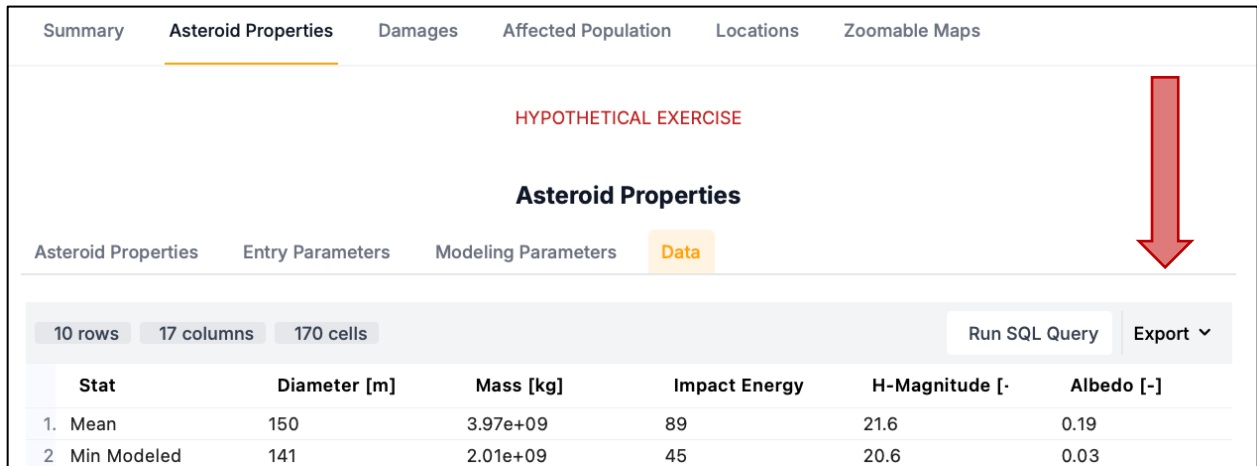 Summary Asteroid Properties Damages Affected Population Locations Zoomable Maps
HYPOTHETICAL EXERCISE
Asteroid Properties
Asteroid Properties Entry Parameters Modeling Parameters Data
10 rows 17 columns 170 cells Run SQL Query Export
Stat Diameter [m] Mass [kg] Impact Energy H-Magnitude [- Albedo [-]
1. Mean 150 3.97e+09 89 21.6 0.19
2 Min Modeled 141 2.01e+09 45 20.6 0.03